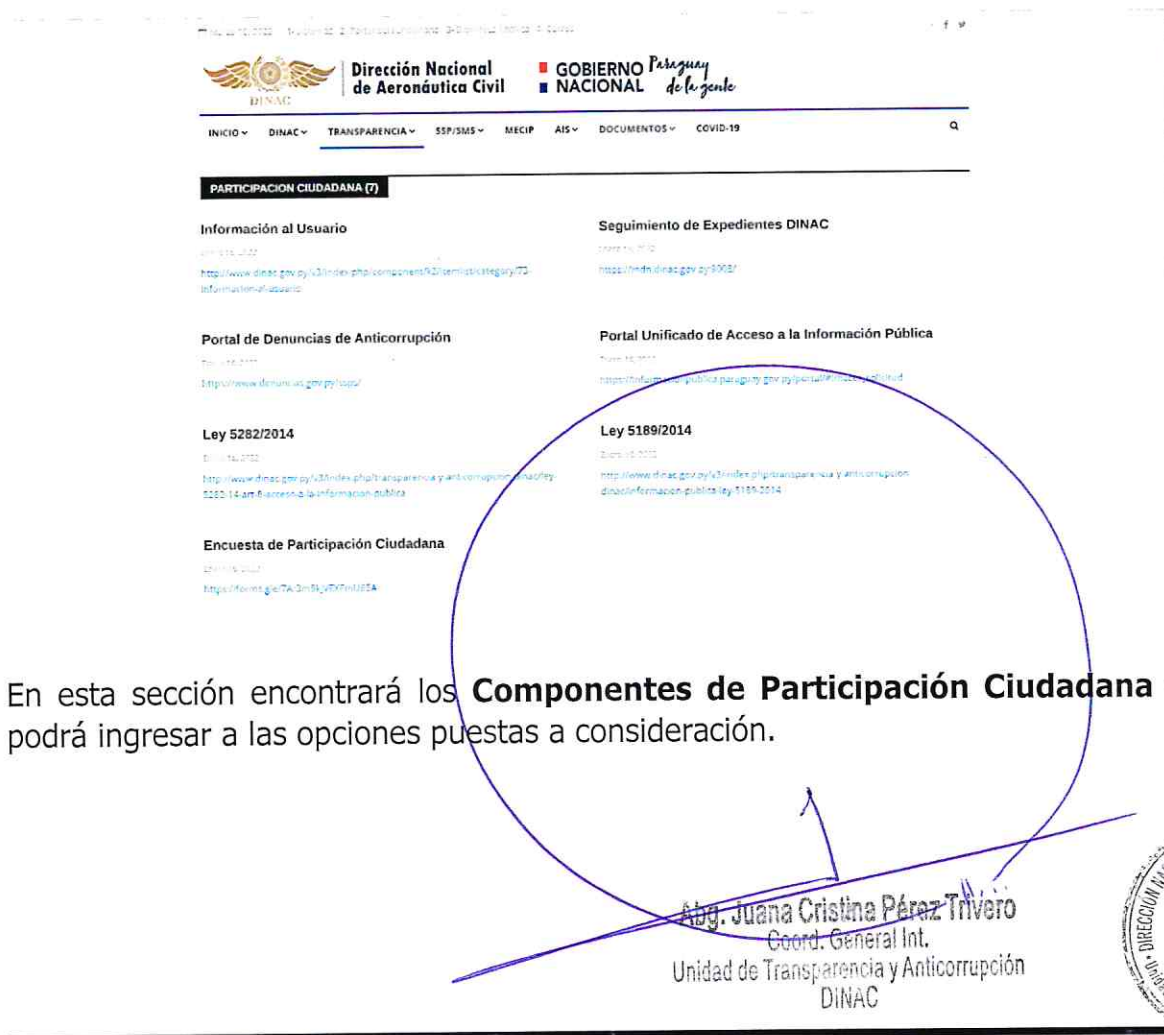 DINAC
Dirección Nacional
de Aeronáutica Civil
GOBIERNO
NACIONAL
Paraguay
de la gente
INICIO DINAC TRANSPARENCIA SSP/SMS MECIP AIS DOCUMENTOS COVID-19
PARTICIPACION CIUDADANA (7)
Información al Usuario
Seguimiento de Expedientes DINAC
Portal de Denuncias de Anticorrupción
Portal Unificado de Acceso a la Información Pública
Ley 5282/2014
Ley 5189/2014
Encuesta de Participación Ciudadana
En esta sección encontrará los Componentes de Participación Ciudadana
podrá ingresar a las opciones puestas a consideración.
Abg. Juana Cristina Pérez Trivero
Coord. General Int.
Unidad de Transparencia y Anticorrupción
DINAC
DIRECCIÓN